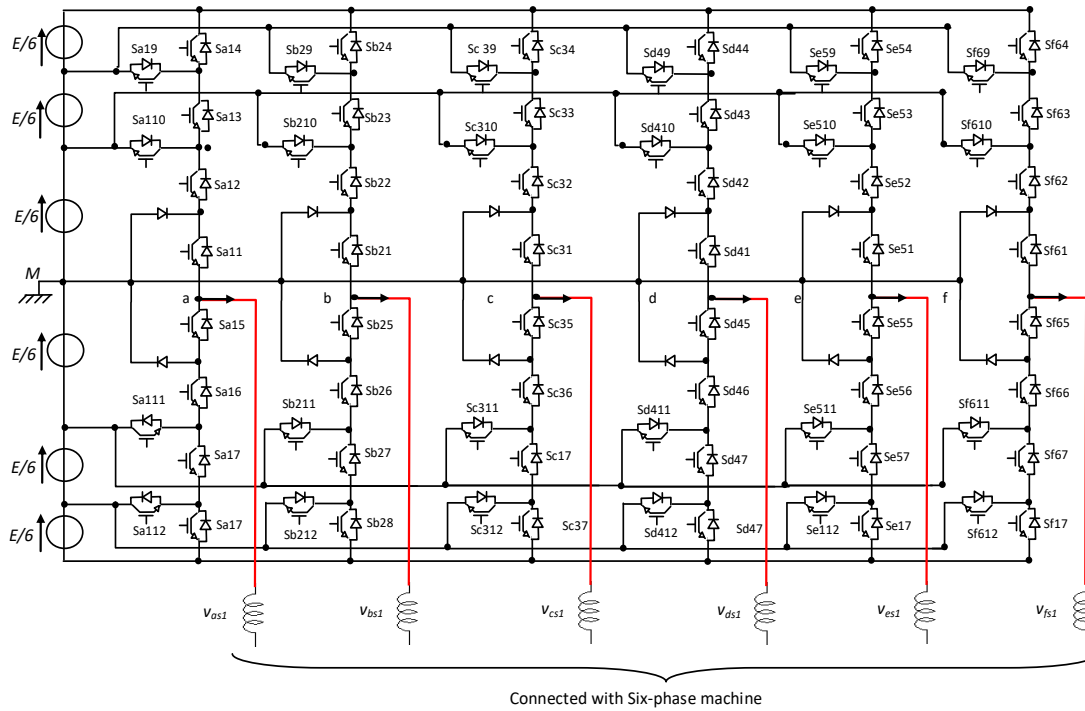 E/6
Sa19
Sa14
Sb29
Sb24
Sc 39
Sc34
Sd49
Sd44
Se59
Se54
Sf69
Sf64
E/6
Sa110
Sa13
Sb210
Sb23
Sc310
Sc33
Sd410
Sd43
Se510
Se53
Sf610
Sf63
E/6
Sa12
Sb22
Sc32
Sd42
Se52
Sf62
Sa11
Sb21
Sc31
Sd41
Se51
Sf61
M
a
b
c
d
e
f
E/6
Sa15
Sb25
Sc35
Sd45
Se55
Sf65
Sa111
Sa16
Sb211
Sb26
Sc311
Sc36
Sd411
Sd46
Se511
Se56
Sf611
Sf66
E/6
Sa17
Sb27
Sc17
Sd47
Se57
Sf67
E/6
Sa112
Sa17
Sb212
Sb28
Sc312
Sc37
Sd412
Sd47
Se112
Se17
Sf612
Sf17
vas1
vbs1
vcs1
vds1
ves1
vfs1
Connected with Six-phase machine